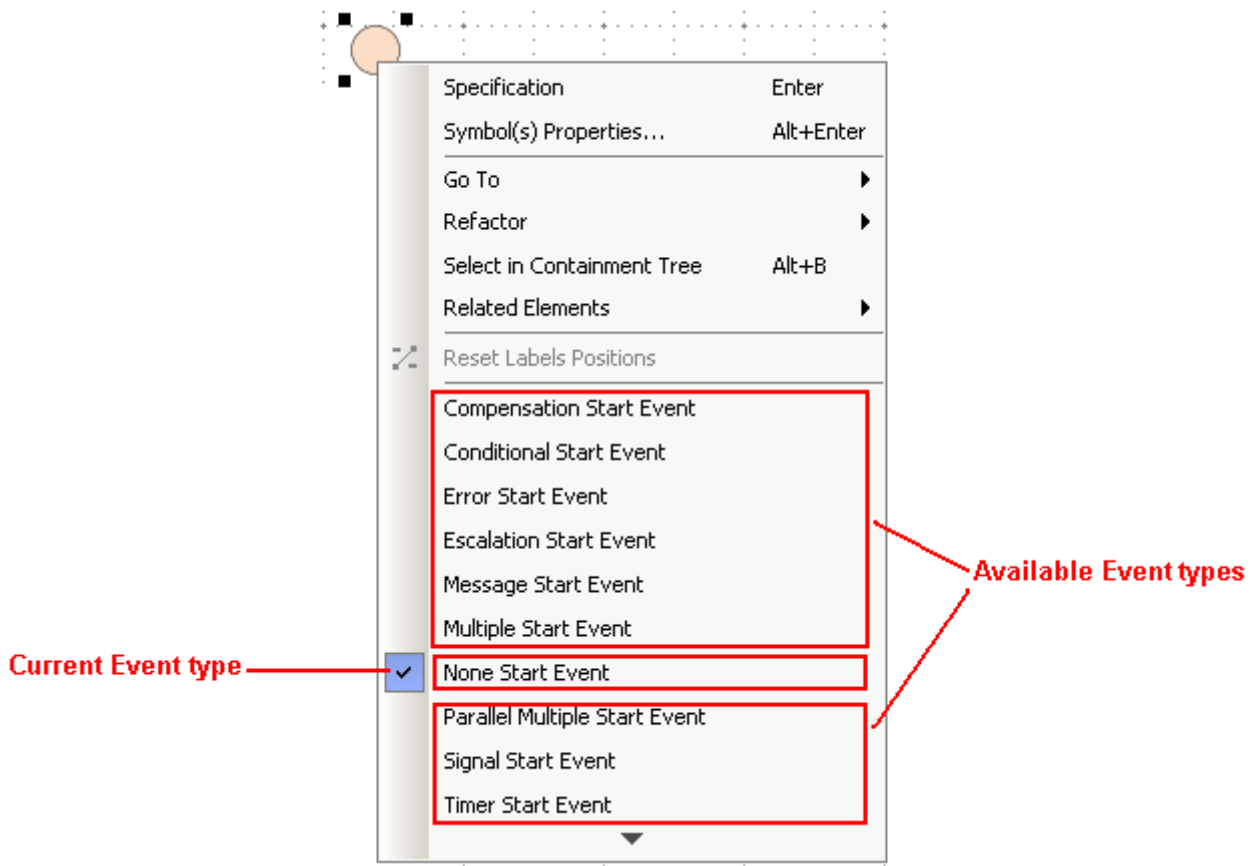 Specification Enter
Symbol(s) Properties... Alt+Enter
Go To
Refactor
Select in Containment Tree Alt+B
Related Elements
Reset Labels Positions
Compensation Start Event
Conditional Start Event
Error Start Event
Escalation Start Event
Message Start Event
Multiple Start Event
None Start Event
Parallel Multiple Start Event
Signal Start Event
Timer Start Event
Available Event types
Current Event type